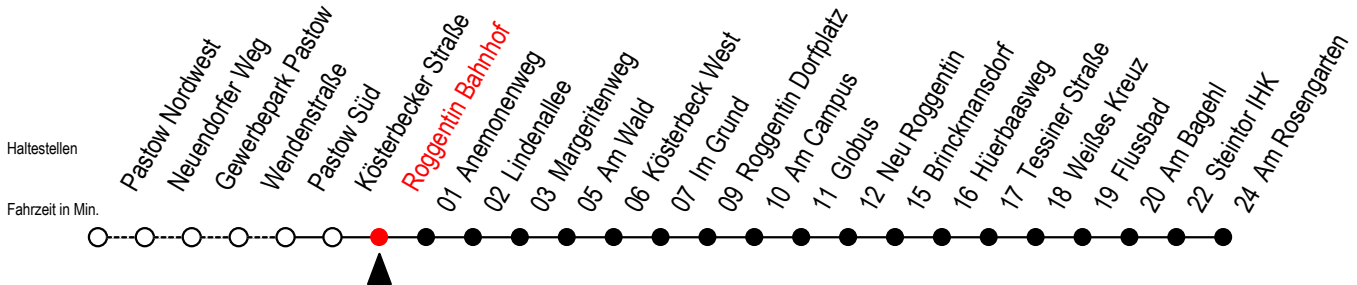 Haltestellen
Fahrzeit in Min.
Pastow Nordwest
Neuendorfer Weg
Gewerbepark Pastow
Wendenstraße
Pastow Süd
Kösterbecker Straße
Roggentin Bahnhof
01 Anemonenweg
02 Lindenallee
03 Margeritenweg
05 Am Wald
06 Kösterbeck West
07 Im Grund
09 Roggentin Dorfplatz
10 Am Campus
11 Globus
12 Neu Roggentin
15 Brinckmansdorf
16 Hüerbaasweg
17 Tessiner Straße
18 Weißes Kreuz
19 Flussbad
20 Am Bagehl
22 Steintor IHK
24 Am Rosengarten